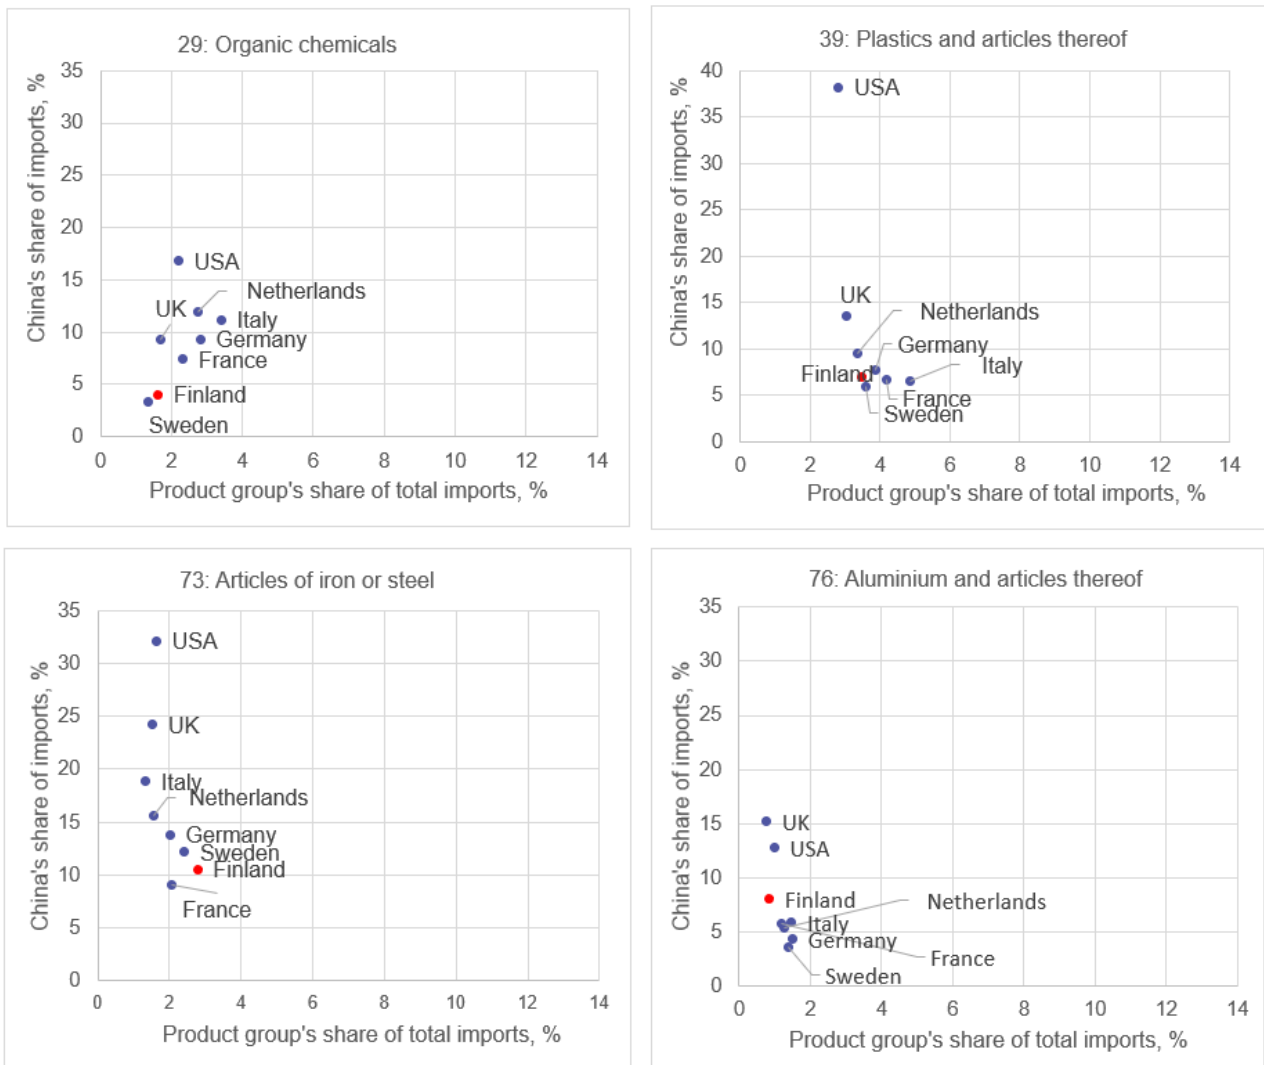 29: Organic chemicals
China's share of imports, %
35
30
25
20
15
10
5
0
USA
Netherlands
UK
Italy
Germany
France
Finland
Sweden
0 2 4 6 8 10 12 14
Product group's share of total imports, %
39: Plastics and articles thereof
China's share of imports, %
40
35
30
25
20
15
10
5
0
USA
UK
Netherlands
Germany
Italy
Finland
France
Sweden
0 2 4 6 8 10 12 14
Product group's share of total imports, %
73: Articles of iron or steel
China's share of imports, %
35
30
25
20
15
10
5
0
USA
UK
Italy
Netherlands
Germany
Sweden
Finland
France
0 2 4 6 8 10 12 14
Product group's share of total imports, %
76: Aluminium and articles thereof
China's share of imports, %
35
30
25
20
15
10
5
0
UK
USA
Finland
Netherlands
Italy
Germany
France
Sweden
0 2 4 6 8 10 12 14
Product group's share of total imports, %